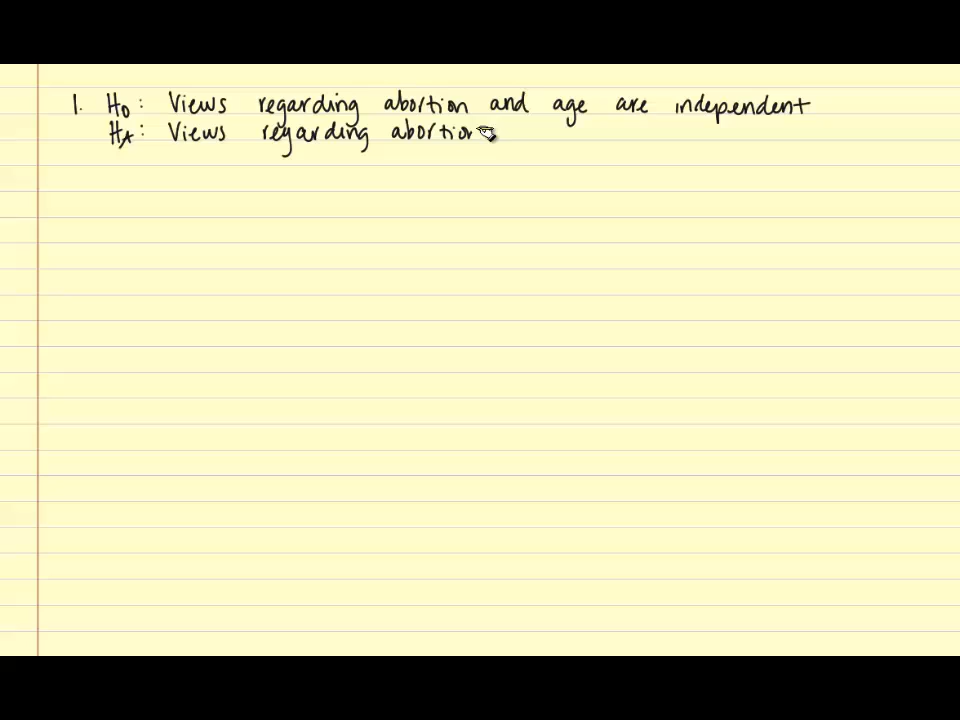 1. H₀: Views regarding abortion and age are independent
Hₐ: Views regarding abortion